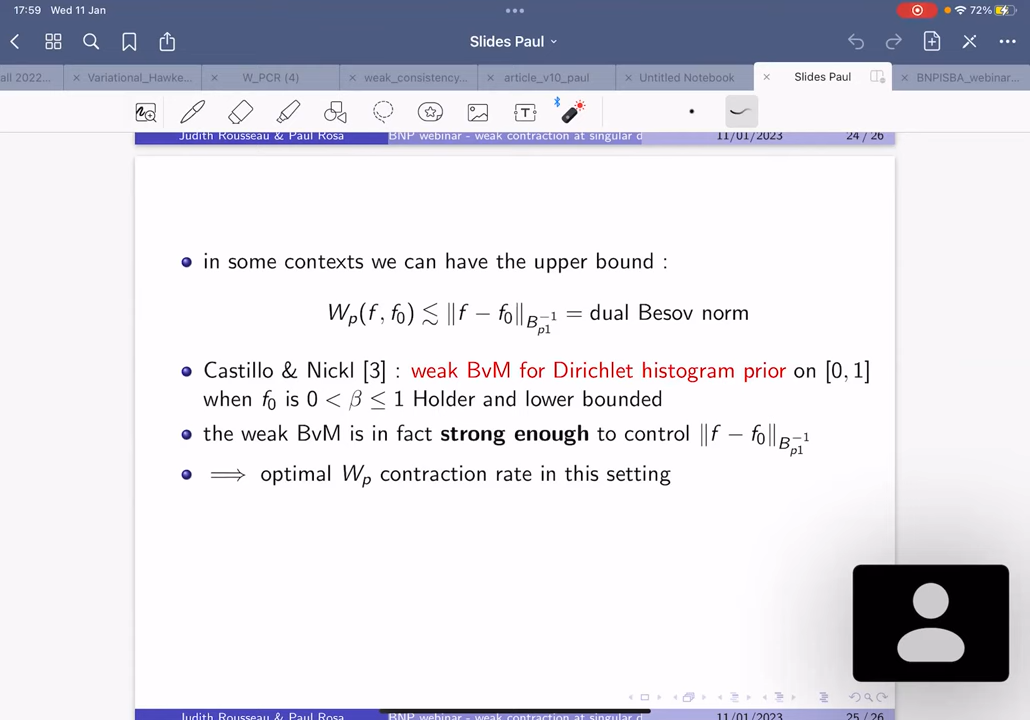 17:59 Wed 11 Jan
72%
Slides Paul
all 2022...
Variational_Hawke...
W_PCR (4)
weak_consistency...
article_v10_paul
Untitled Notebook
Slides Paul
BNPISBA_webinar...
Judith Rousseau & Paul Rosa BNP webinar - weak contraction at singular d 11/01/2023 24 / 26
in some contexts we can have the upper bound :
W_p(f, f_0) ≲ ‖f − f_0‖_{B_{p1}^{−1}} = dual Besov norm
Castillo & Nickl [3] : weak BvM for Dirichlet histogram prior on [0, 1]
when f_0 is 0 < β ≤ 1 Holder and lower bounded
the weak BvM is in fact strong enough to control ‖f − f_0‖_{B_{p1}^{−1}}
⟹ optimal W_p contraction rate in this setting
Judith Rousseau & Paul Rosa BNP webinar - weak contraction at singular d 11/01/2023 25 / 26